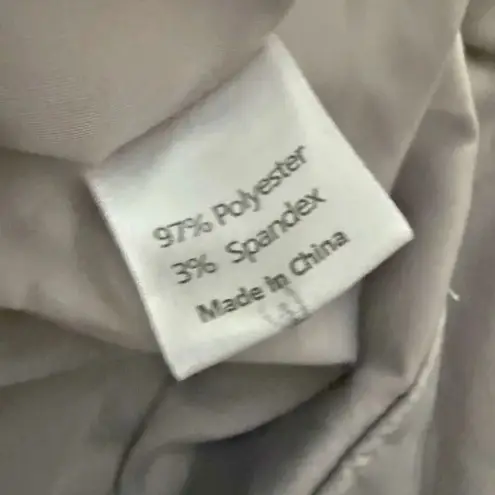 97% Polyester
3% Spandex
Made in China